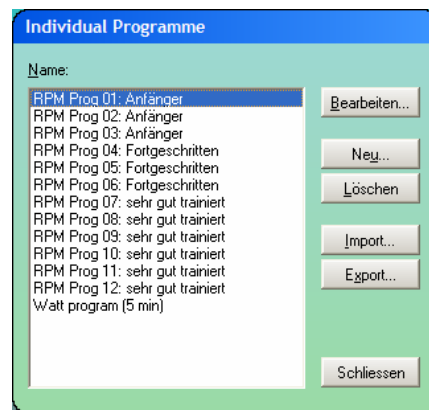 Individual Programme
Name:
RPM Prog 01: Anfänger
RPM Prog 02: Anfänger
RPM Prog 03: Anfänger
RPM Prog 04: Fortgeschritten
RPM Prog 05: Fortgeschritten
RPM Prog 06: Fortgeschritten
RPM Prog 07: sehr gut trainiert
RPM Prog 08: sehr gut trainiert
RPM Prog 09: sehr gut trainiert
RPM Prog 10: sehr gut trainiert
RPM Prog 11: sehr gut trainiert
RPM Prog 12: sehr gut trainiert
Watt program (5 min)
Bearbeiten...
Neu...
Löschen
Import...
Export...
Schliessen